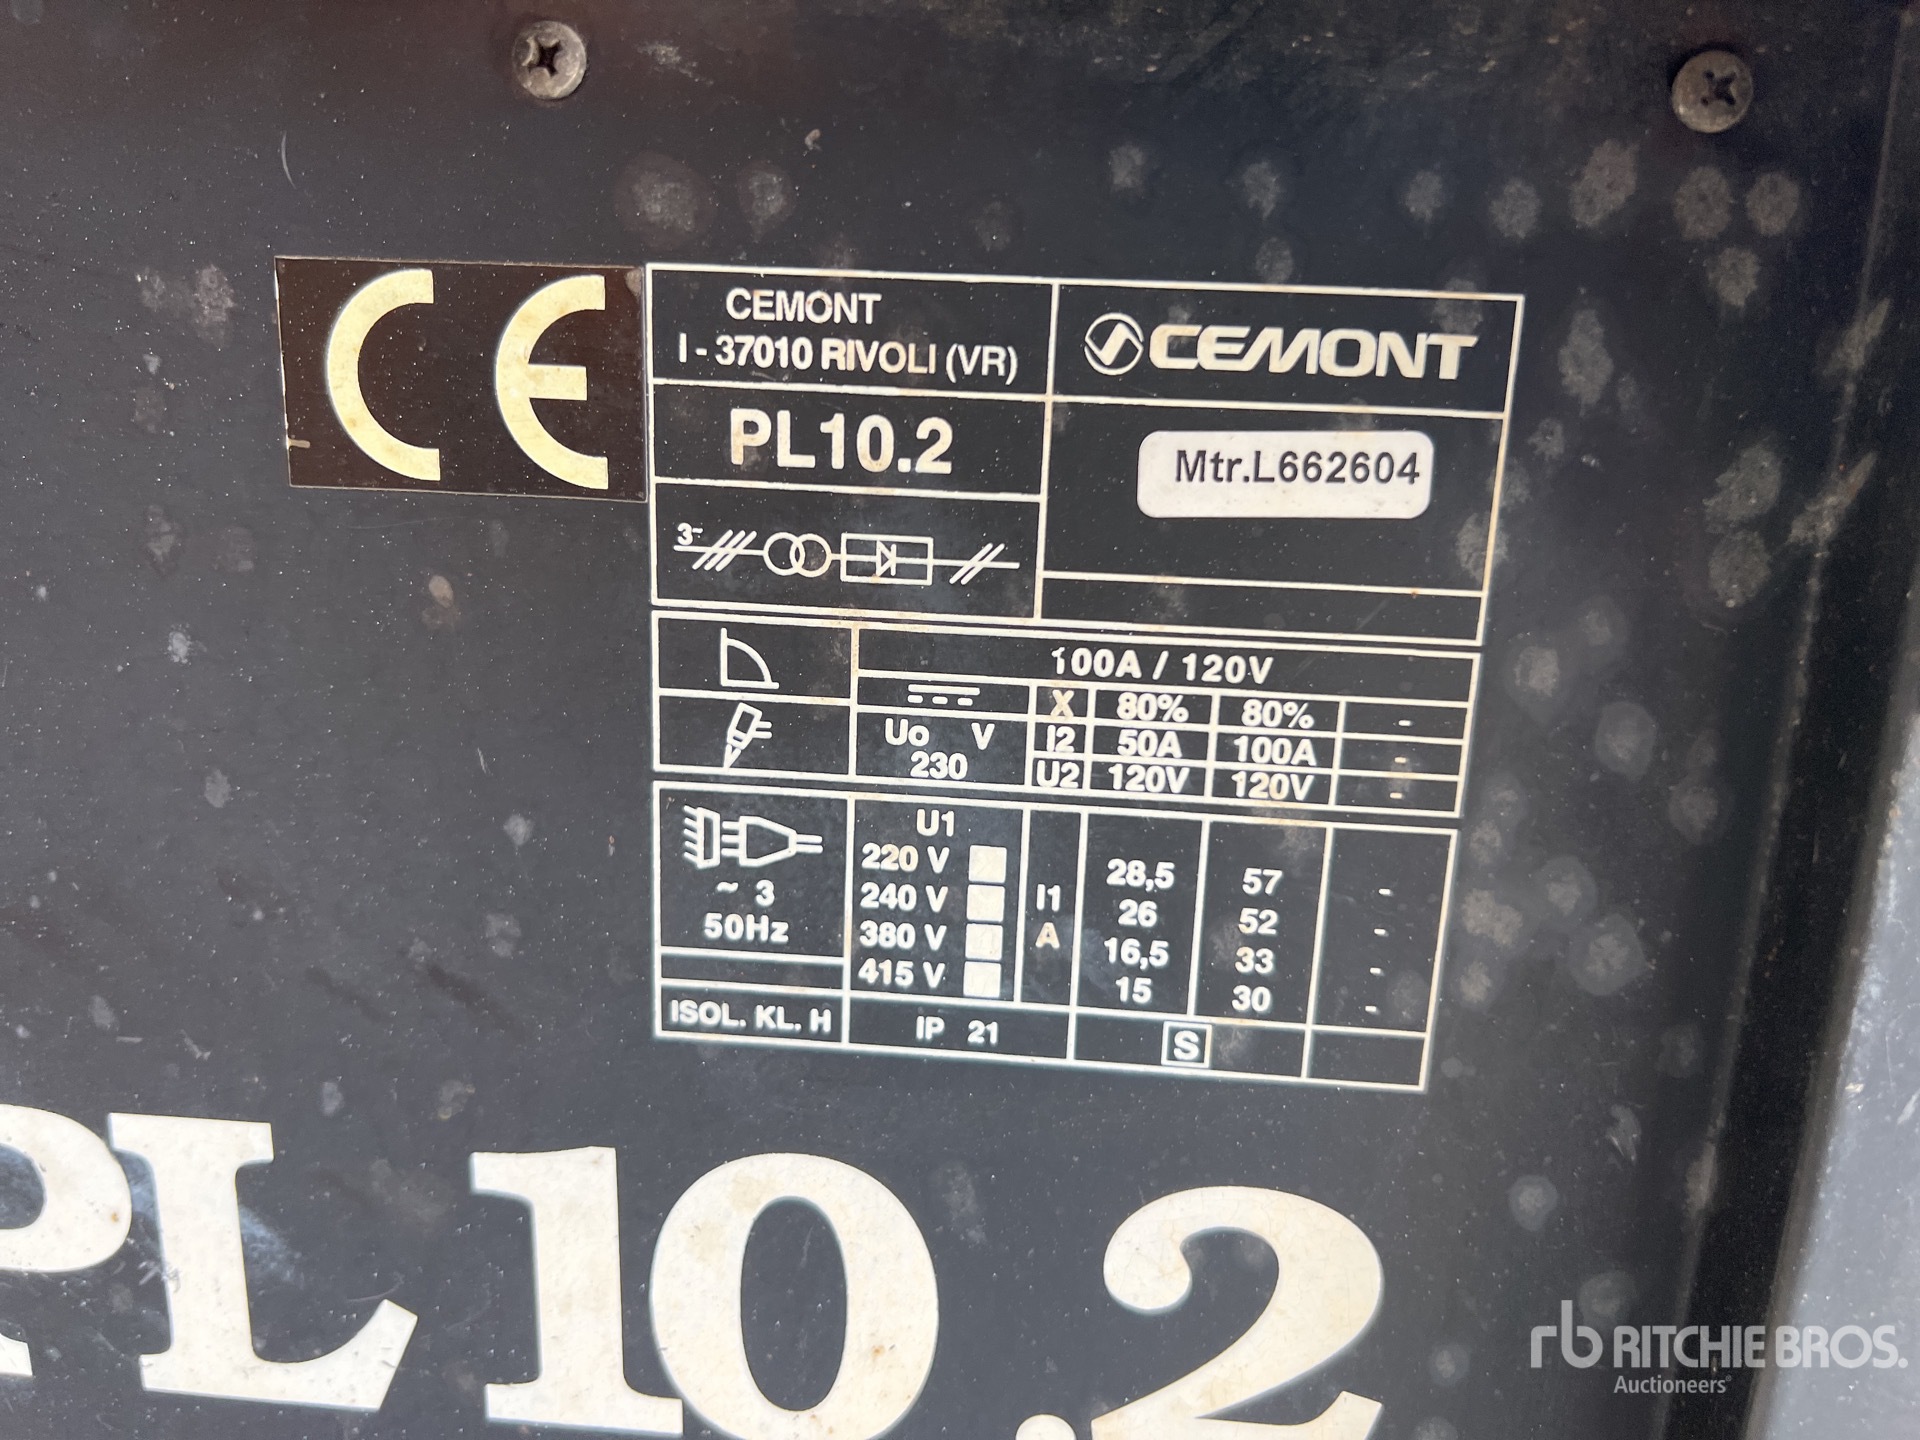 CE
CEMONT
I - 37010 RIVOLI (VR)
CEMONT
PL10.2
Mtr.L662604
3~
100A / 120V
X 80% 80% -
Uo V
230
I2 50A 100A -
U2 120V 120V -
U1
220 V 28,5 57 -
240 V 26 52 -
380 V 16,5 33 -
415 V 15 30 -
I1
A
~ 3
50Hz
ISOL. KL. H
IP 21
S
PL10.2
rb RITCHIE BROS.
Auctioneers